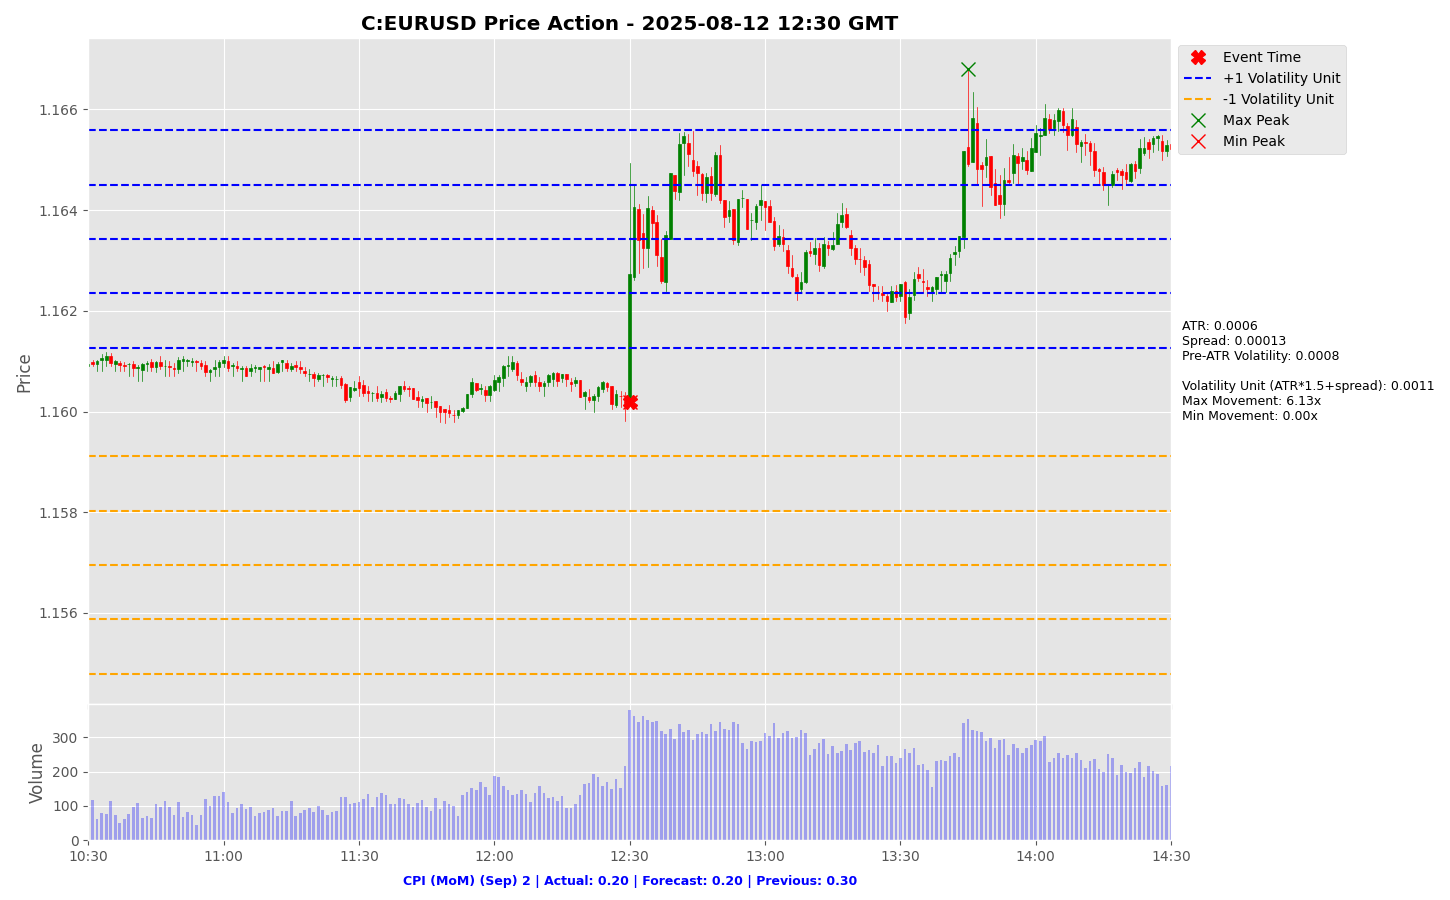 C:EURUSD Price Action - 2025-08-12 12:30 GMT
Event Time
+1 Volatility Unit
-1 Volatility Unit
Max Peak
Min Peak
1.166
1.164
1.162
1.160
1.158
1.156
Price
ATR: 0.0006
Spread: 0.00013
Pre-ATR Volatility: 0.0008
Volatility Unit (ATR*1.5+spread): 0.0011
Max Movement: 6.13x
Min Movement: 0.00x
300
200
100
0
Volume
10:30 11:00 11:30 12:00 12:30 13:00 13:30 14:00 14:30
CPI (MoM) (Sep) 2 | Actual: 0.20 | Forecast: 0.20 | Previous: 0.30